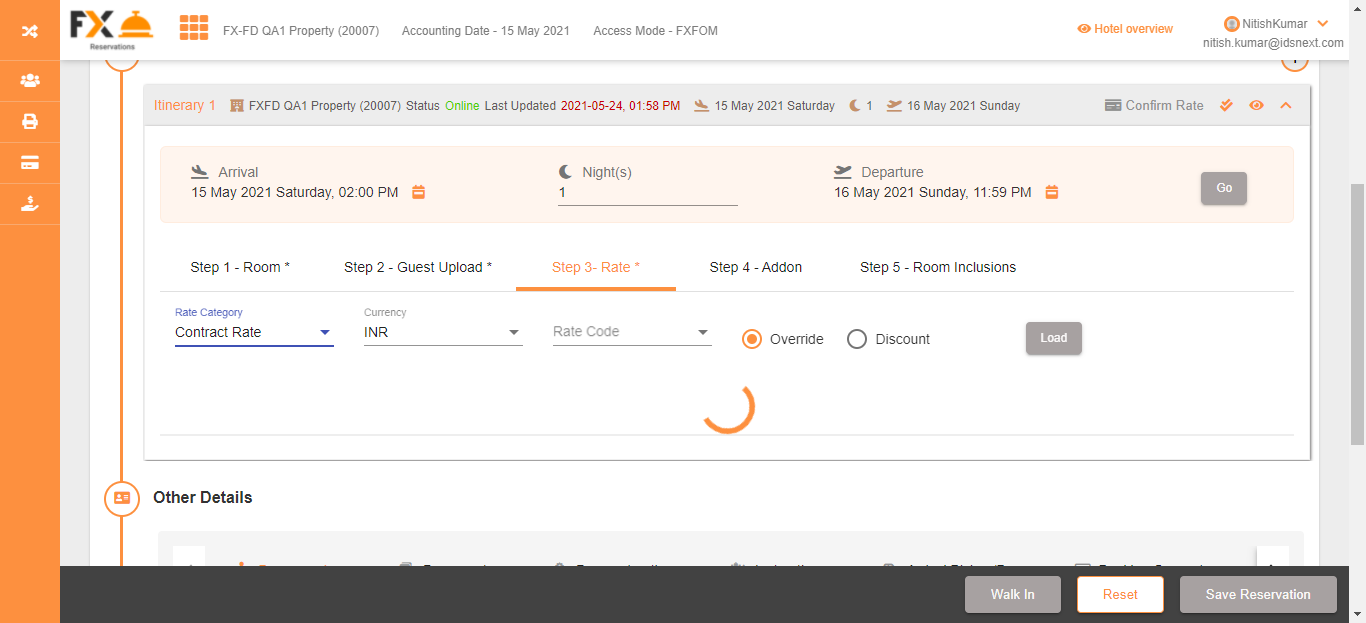 FX
Reservations
FX-FD QA1 Property (20007) Accounting Date - 15 May 2021 Access Mode - FXFOM
Hotel overview
NitishKumar
nitish.kumar@idsnext.com
Itinerary 1 FXFD QA1 Property (20007) Status Online Last Updated 2021-05-24, 01:58 PM 15 May 2021 Saturday 1 16 May 2021 Sunday Confirm Rate
Arrival Night(s) Departure
15 May 2021 Saturday, 02:00 PM 1 16 May 2021 Sunday, 11:59 PM
Go
Step 1 - Room * Step 2 - Guest Upload * Step 3- Rate * Step 4 - Addon Step 5 - Room Inclusions
Rate Category Currency
Contract Rate INR Rate Code Override Discount Load
Other Details
Walk In Reset Save Reservation